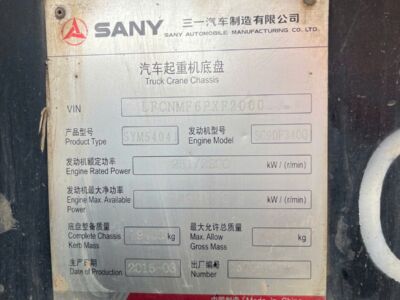 SANY 三一汽车制造有限公司
SANY AUTOMOBILE MANUFACTURING CO., LTD.
汽车起重机底盘
Truck Crane Chassis
VIN
产品型号 SYM5404 发动机型号
Product Type Engine Model
发动机额定功率 kW / (r/min)
Engine Rated Power
发动机最大净功率 kW / (r/min)
Engine Max. Available Power
底盘整备质量 kg 最大允许总质量 kg
Complete Chassis Kerb Mass Max. Allow Gross Mass
生产日期 2015-03 出厂编号
Date of Production Number